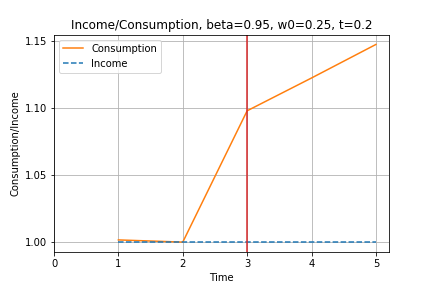 Income/Consumption, beta=0.95, w0=0.25, t=0.2
Consumption
Income
Consumption/Income
1.15
1.10
1.05
1.00
0 1 2 3 4 5
Time